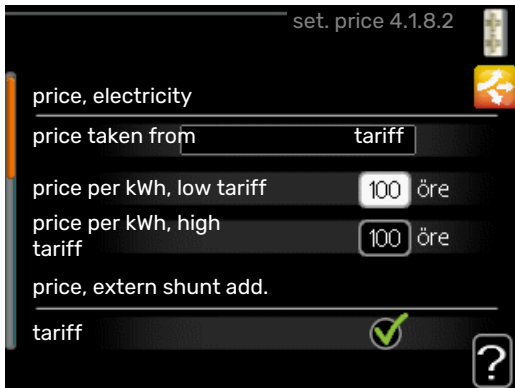 set. price 4.1.8.2
price, electricity
price taken from tariff
price per kWh, low tariff 100 öre
price per kWh, high
tariff 100 öre
price, extern shunt add.
tariff
?